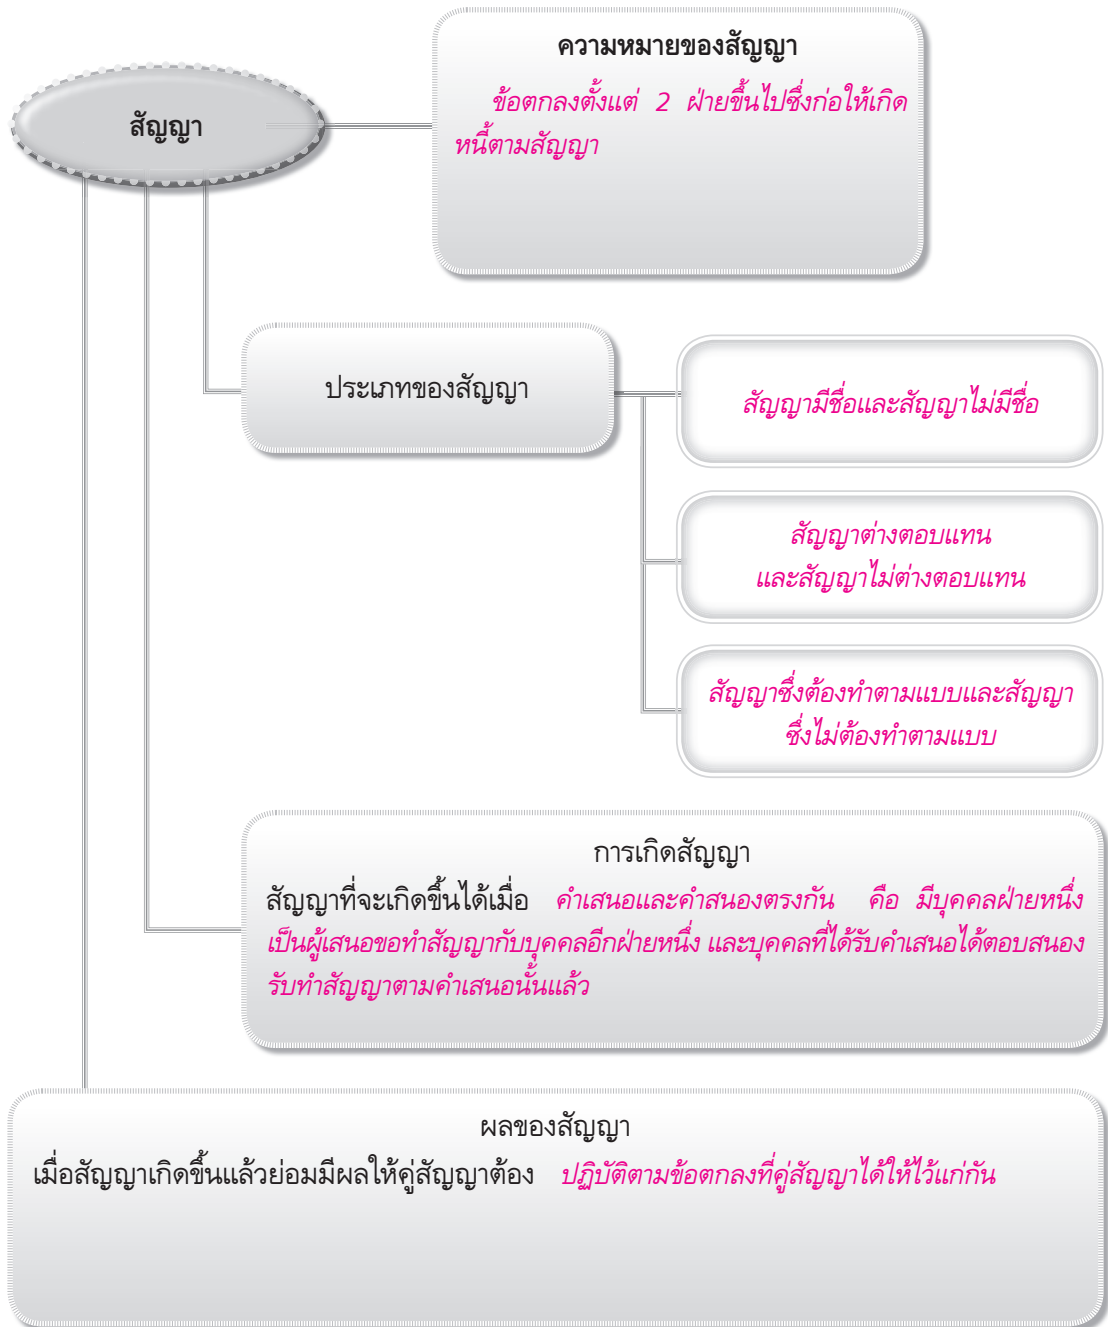 สัญญา
ความหมายของสัญญา
ข้อตกลงตั้งแต่ 2 ฝ่ายขึ้นไปซึ่งก่อให้เกิด
หนี้ตามสัญญา
ประเภทของสัญญา
สัญญามีชื่อและสัญญาไม่มีชื่อ
สัญญาต่างตอบแทน
และสัญญาไม่ต่างตอบแทน
สัญญาซึ่งต้องทำตามแบบและสัญญา
ซึ่งไม่ต้องทำตามแบบ
การเกิดสัญญา
สัญญาที่จะเกิดขึ้นได้เมื่อ คำเสนอและคำสนองตรงกัน คือ มีบุคคลฝ่ายหนึ่ง
เป็นผู้เสนอขอทำสัญญากับบุคคลอีกฝ่ายหนึ่ง และบุคคลที่ได้รับคำเสนอได้ตอบสนอง
รับทำสัญญาตามคำเสนอนั้นแล้ว
ผลของสัญญา
เมื่อสัญญาเกิดขึ้นแล้วย่อมมีผลให้คู่สัญญาต้อง ปฏิบัติตามข้อตกลงที่คู่สัญญาได้ให้ไว้แก่กัน